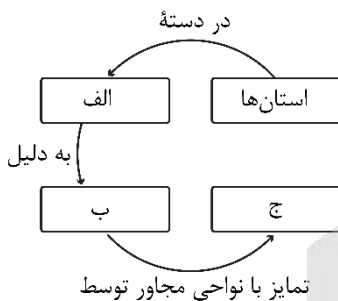 در دستهٔ
استان‌ها
الف
به دلیل
ب
ج
تمایز با نواحی مجاور توسط